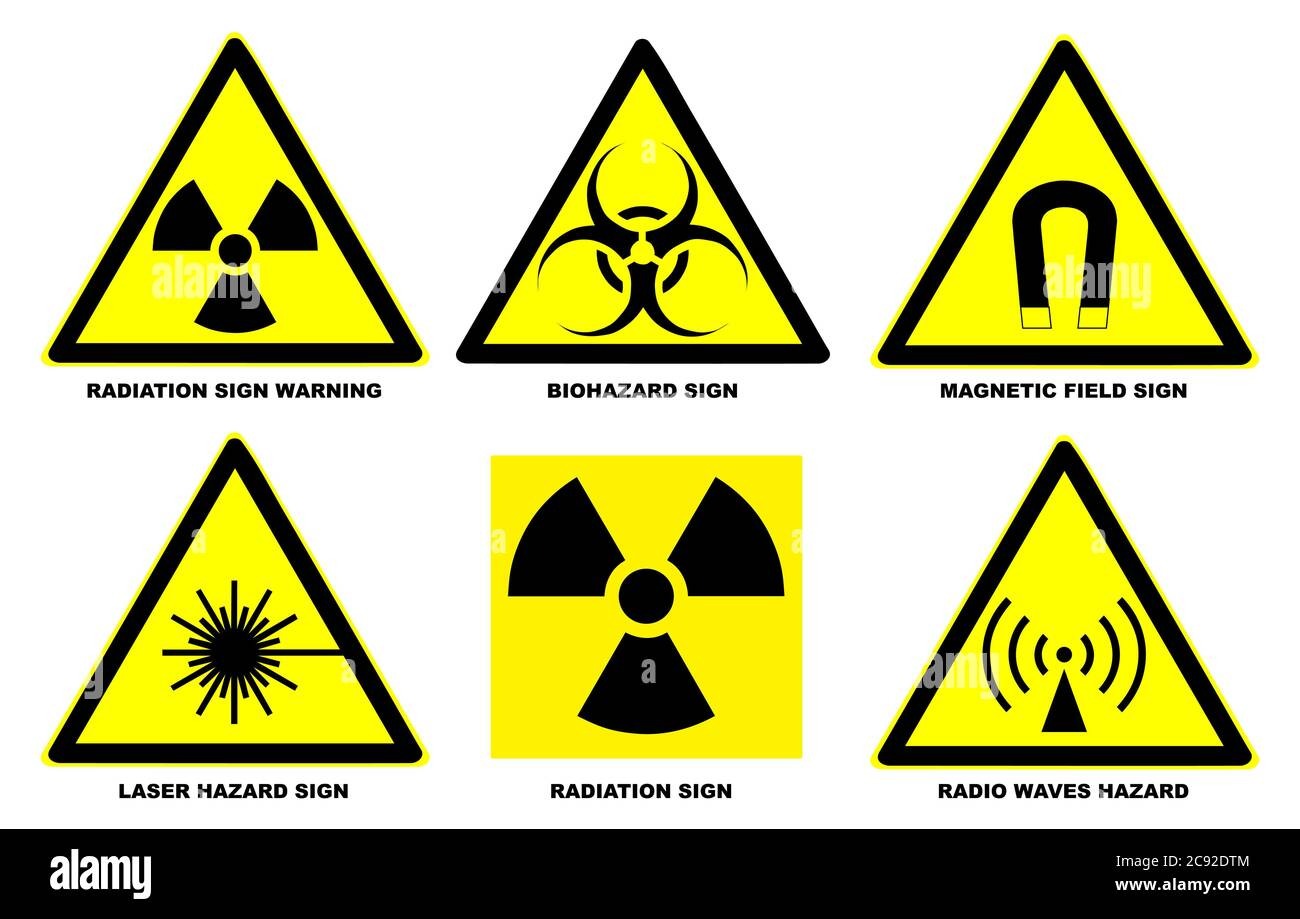 RADIATION SIGN WARNING
BIOHAZARD SIGN
MAGNETIC FIELD SIGN
LASER HAZARD SIGN
RADIATION SIGN
RADIO WAVES HAZARD
alamy
alamy
Image ID: 2C92DTM
www.alamy.com